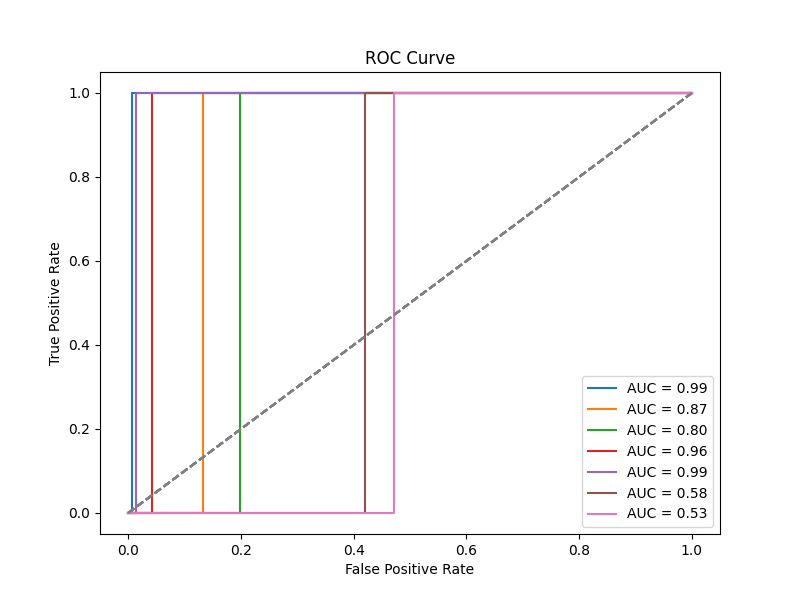 ROC Curve
True Positive Rate
1.0
0.8
0.6
0.4
0.2
0.0
AUC = 0.99
AUC = 0.87
AUC = 0.80
AUC = 0.96
AUC = 0.99
AUC = 0.58
AUC = 0.53
0.0 0.2 0.4 0.6 0.8 1.0
False Positive Rate